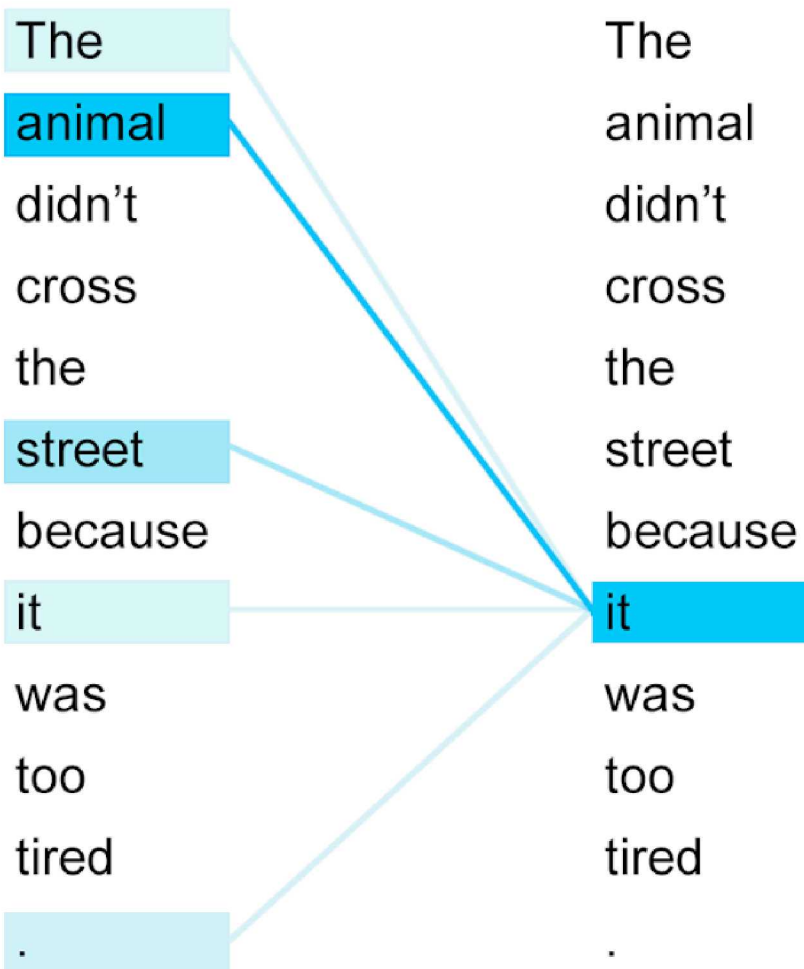 The
animal
didn’t
cross
the
street
because
it
was
too
tired
.
The
animal
didn’t
cross
the
street
because
it
was
too
tired
.